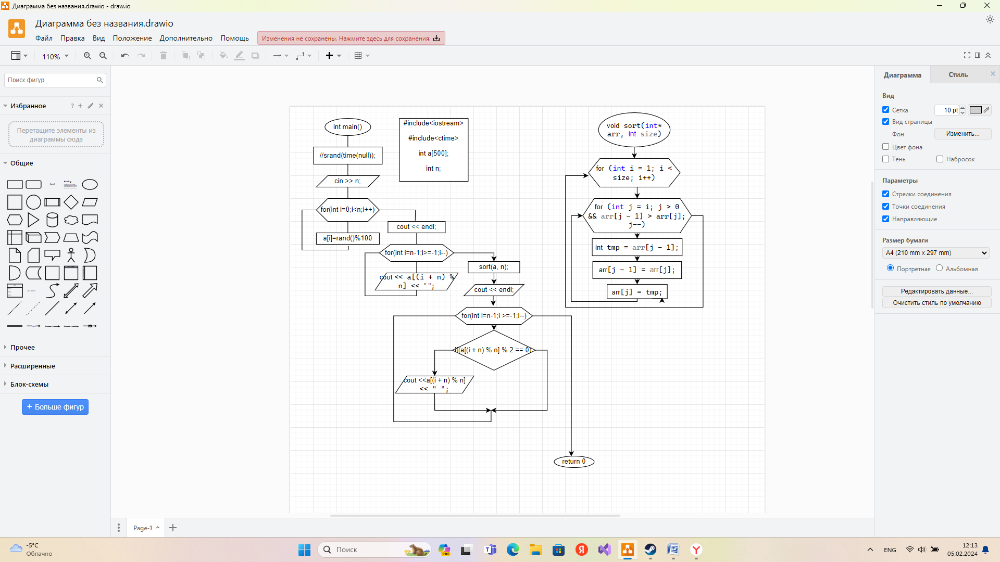 Диаграмма без названия.drawio - draw.io
Диаграмма без названия.drawio
Файл Правка Вид Положение Дополнительно Помощь
Изменения не сохранены. Нажмите здесь для сохранения.
110%
Поиск фигур
Избранное
?
Перетащите элементы из
диаграммы сюда
Общие
Text
Heading
List Item
Прочее
Расширенные
Блок-схемы
+ Больше фигур
int main()
//srand(time(null));
cin >> n;
for(int i=0;i<n;i++)
a[i]=rand()%100
#include<iostream>
#include<ctime>
int a[500];
int n;
cout << endl;
for(int i=n-1;i>=-1;i--)
cout << a[(i + n) %
n] << "";
sort(a, n);
cout << endl;
for(int i=n-1;i >=-1;i--)
if(a[(i + n) % n] % 2 == 0)
cout <<a[(i + n) % n]
<< " ";
return 0
void sort(int*
arr, int size)
for (int i = 1; i <
size; i++)
for (int j = i; j > 0
&& arr[j - 1] > arr[j];
j--)
int tmp = arr[j - 1];
arr[j - 1] = arr[j];
arr[j] = tmp;
Диаграмма
Стиль
Вид
Сетка
10 pt
Вид страницы
Фон
Изменить...
Цвет фона
Тень
Набросок
Параметры
Стрелки соединения
Точки соединения
Направляющие
Размер бумаги
A4 (210 mm x 297 mm)
Портретная
Альбомная
Редактировать данные...
Очистить стиль по умолчанию
Page-1
-5°C
Облачно
Поиск
PRE
ENG
12:13
05.02.2024